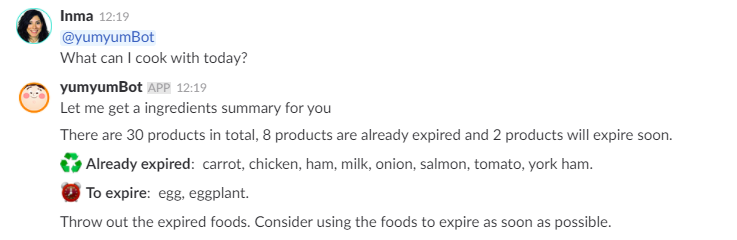 Inma 12:19
@yumyumBot
What can I cook with today?
yumyumBot APP 12:19
Let me get a ingredients summary for you
There are 30 products in total, 8 products are already expired and 2 products will expire soon.
Already expired: carrot, chicken, ham, milk, onion, salmon, tomato, york ham.
To expire: egg, eggplant.
Throw out the expired foods. Consider using the foods to expire as soon as possible.